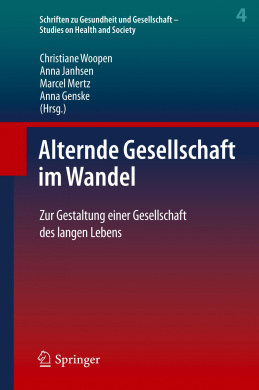 Schriften zu Gesundheit und Gesellschaft –
Studies on Health and Society
4
Christiane Woopen
Anna Janhsen
Marcel Mertz
Anna Genske
(Hrsg.)
Alternde Gesellschaft
im Wandel
Zur Gestaltung einer Gesellschaft
des langen Lebens
Springer